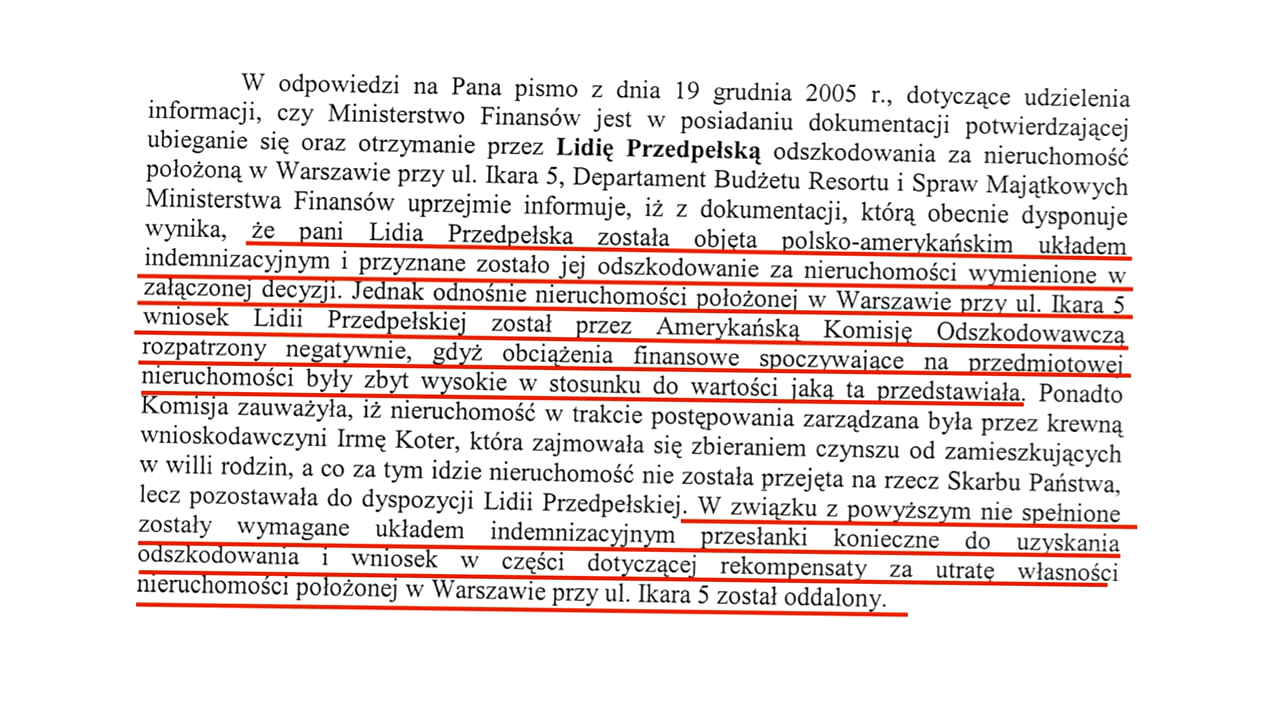 W odpowiedzi na Pana pismo z dnia 19 grudnia 2005 r., dotyczące udzielenia
informacji, czy Ministerstwo Finansów jest w posiadaniu dokumentacji potwierdzającej
ubieganie się oraz otrzymanie przez Lidię Przedpełską odszkodowania za nieruchomość
położoną w Warszawie przy ul. Ikara 5, Departament Budżetu Resortu i Spraw Majątkowych
Ministerstwa Finansów uprzejmie informuje, iż z dokumentacji, którą obecnie dysponuje
wynika, że pani Lidia Przedpełska została objęta polsko-amerykańskim układem
indemnizacyjnym i przyznane zostało jej odszkodowanie za nieruchomości wymienione w
załączonej decyzji. Jednak odnośnie nieruchomości położonej w Warszawie przy ul. Ikara 5
wniosek Lidii Przedpełskiej został przez Amerykańską Komisję Odszkodowawczą
rozpatrzony negatywnie, gdyż obciążenia finansowe spoczywające na przedmiotowej
nieruchomości były zbyt wysokie w stosunku do wartości jaką ta przedstawiała. Ponadto
Komisja zauważyła, iż nieruchomość w trakcie postępowania zarządzana była przez krewną
wnioskodawczyni Irmę Koter, która zajmowała się zbieraniem czynszu od zamieszkujących
w willi rodzin, a co za tym idzie nieruchomość nie została przejęta na rzecz Skarbu Państwa,
lecz pozostawała do dyspozycji Lidii Przedpełskiej. W związku z powyższym nie spełnione
zostały wymagane układem indemnizacyjnym przesłanki konieczne do uzyskania
odszkodowania i wniosek w części dotyczącej rekompensaty za utratę własności
nieruchomości położonej w Warszawie przy ul. Ikara 5 został oddalony.